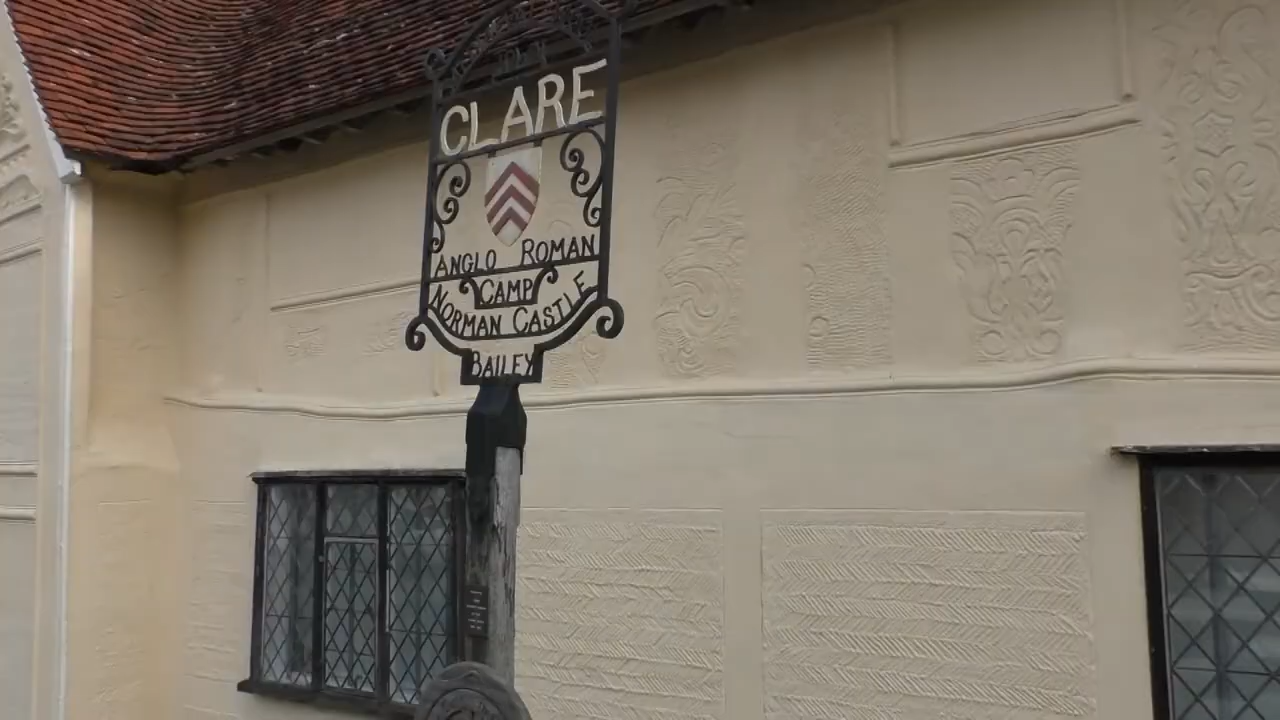 CLARE
ANGLO ROMAN
CAMP
NORMAN CASTLE
BAILEY